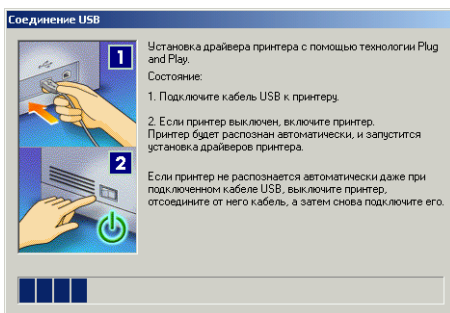 Соединение USB
1
Установка драйвера принтера с помощью технологии Plug
and Play.
Состояние:
1. Подключите кабель USB к принтеру.
2. Если принтер выключен, включите принтер.
Принтер будет распознан автоматически, и запустится
установка драйверов принтера.
2
Если принтер не распознается автоматически даже при
подключенном кабеле USB, выключите принтер,
отсоедините от него кабель, а затем снова подключите его.